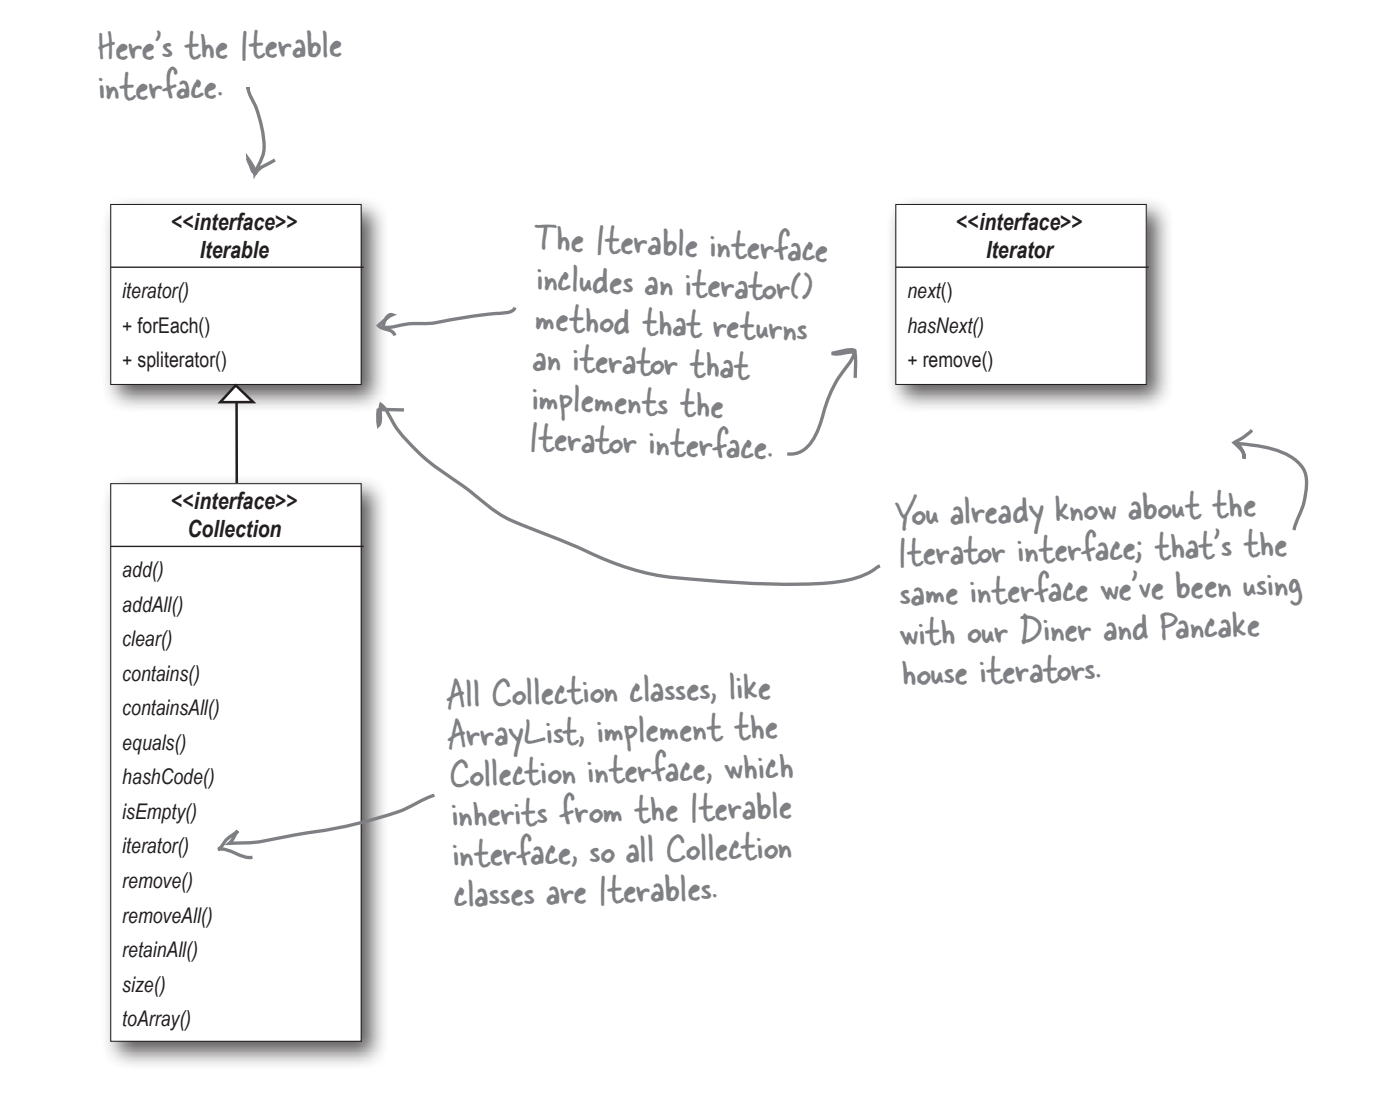 Here's the Iterable
interface.
<<interface>>
Iterable
iterator()
+ forEach()
+ spliterator()
The Iterable interface
includes an iterator()
method that returns
an iterator that
implements the
Iterator interface.
<<interface>>
Iterator
next()
hasNext()
+ remove()
You already know about the
Iterator interface; that's the
same interface we've been using
with our Diner and Pancake
house iterators.
<<interface>>
Collection
add()
addAll()
clear()
contains()
containsAll()
equals()
hashCode()
isEmpty()
iterator()
remove()
removeAll()
retainAll()
size()
toArray()
All Collection classes, like
ArrayList, implement the
Collection interface, which
inherits from the Iterable
interface, so all Collection
classes are Iterables.